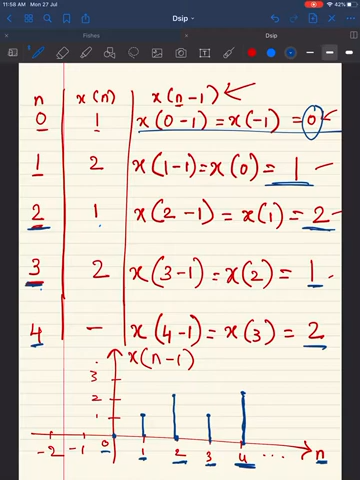 11:58 AM Mon 27 Jul
Dsip
Fishes Dsip
n x(n) x(n-1)
0 1 x(0-1)=x(-1)=0
1 2 x(1-1)=x(0)=1
2 1 x(2-1)=x(1)=2
3 2 x(3-1)=x(2)=1
4 - x(4-1)=x(3)=2
x(n-1)
3
2
1
-2 -1 0 1 2 3 4 ... n